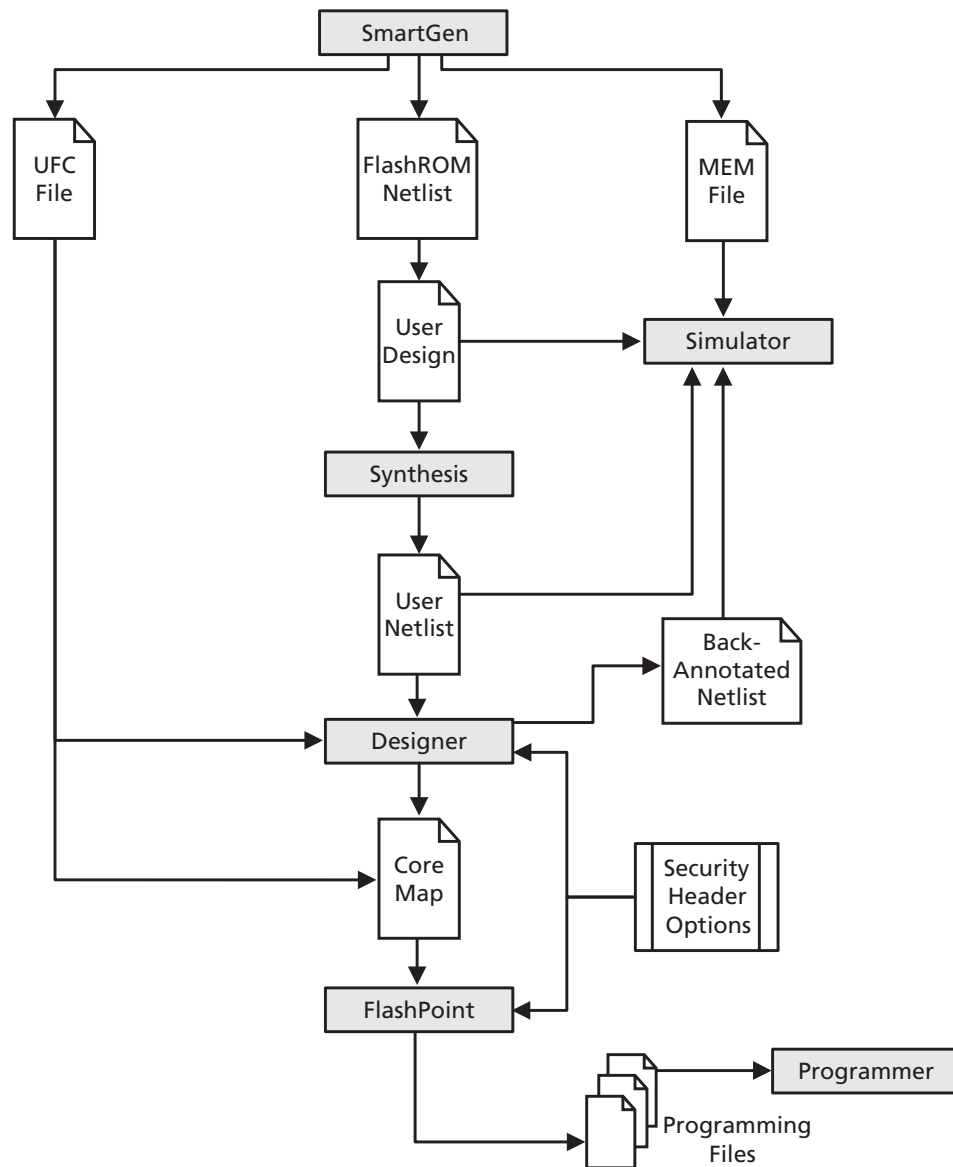 SmartGen
UFC
File
FlashROM
Netlist
MEM
File
User
Design
Simulator
Synthesis
User
Netlist
Back-
Annotated
Netlist
Designer
Core
Map
Security
Header
Options
FlashPoint
Programmer
Programming
Files